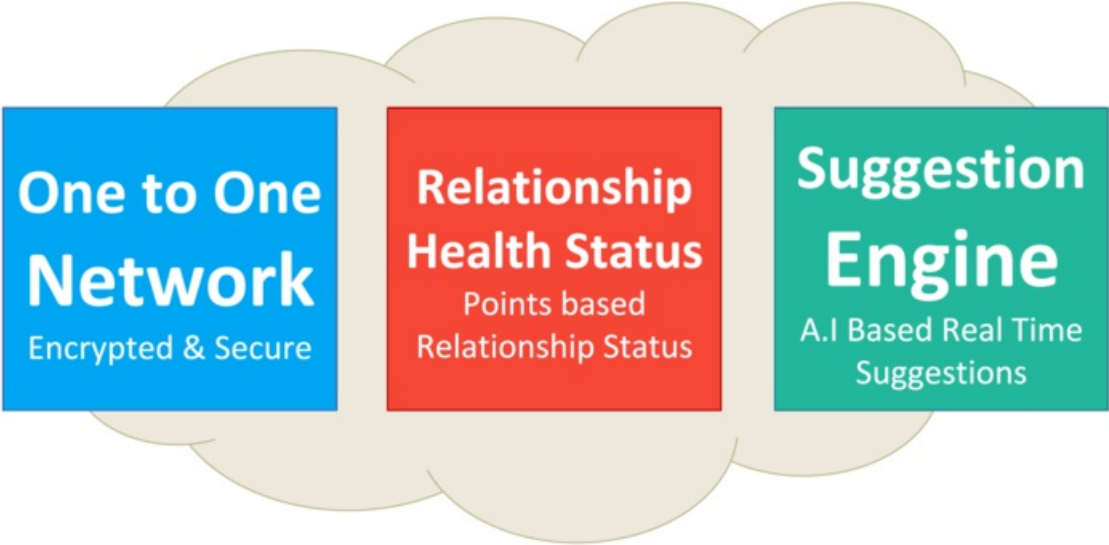 One to One
Network
Encrypted & Secure
Relationship
Health Status
Points based
Relationship Status
Suggestion
Engine
A.I Based Real Time
Suggestions